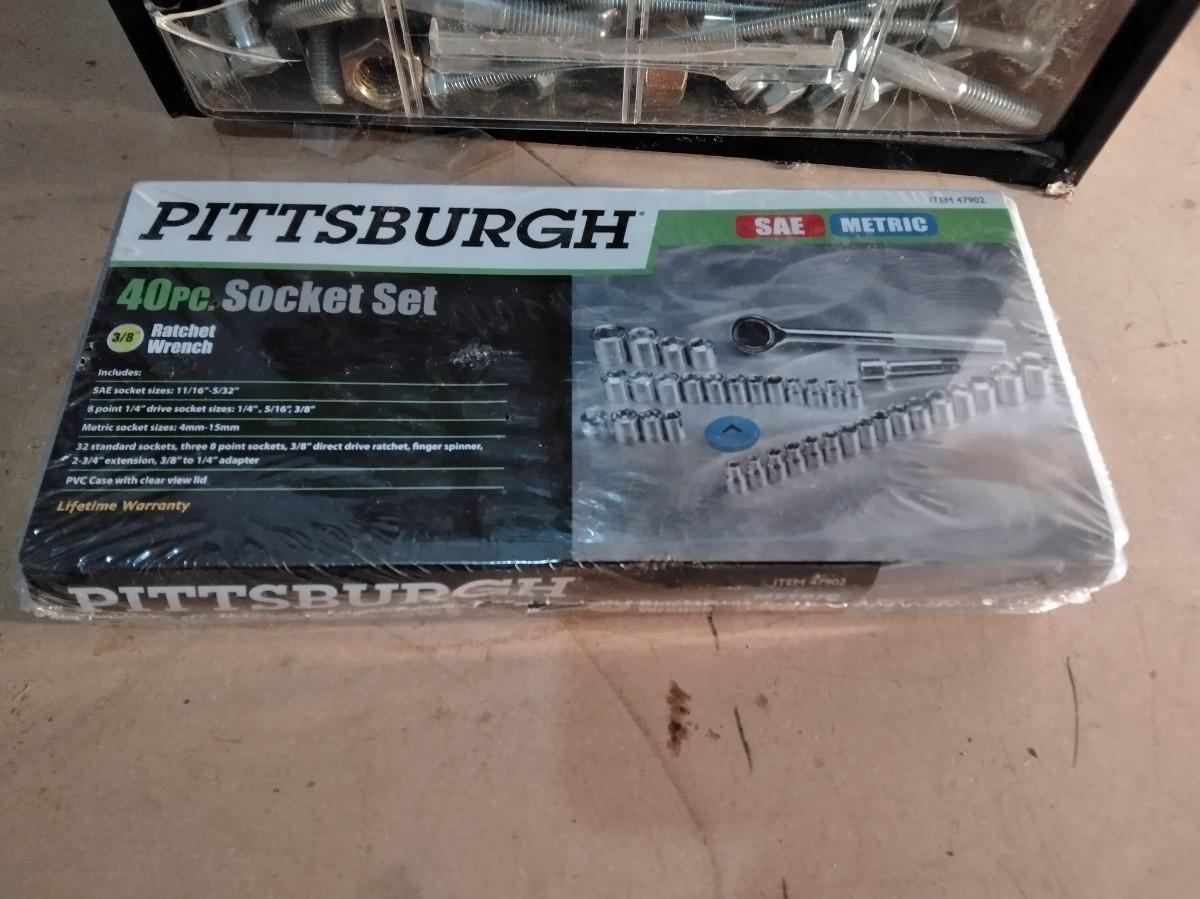 PITTSBURGH®
ITEM 47902
SAE METRIC
40PC. Socket Set
3/8" Ratchet
Wrench
Includes:
SAE socket sizes: 11/16"-5/32"
8 point 1/4" drive socket sizes: 1/4", 5/16", 3/8"
Metric socket sizes: 4mm-15mm
32 standard sockets, three 8 point sockets, 3/8" direct drive ratchet, finger spinner,
2-3/4" extension, 3/8" to 1/4" adapter
PVC Case with clear view lid
Lifetime Warranty
PITTSBURGH
ITEM 47902